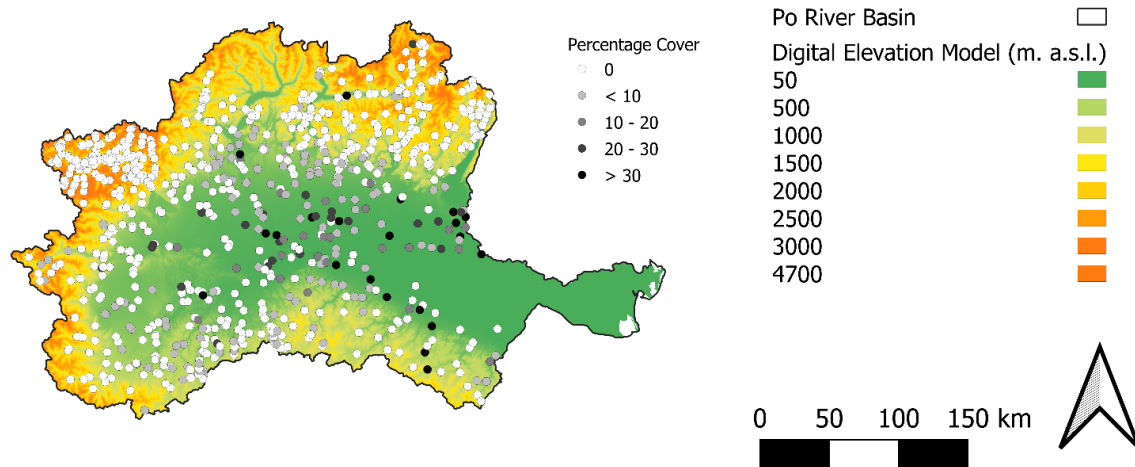 Percentage Cover
0
< 10
10 - 20
20 - 30
> 30
Po River Basin
Digital Elevation Model (m. a.s.l.)
50
500
1000
1500
2000
2500
3000
4700
0 50 100 150 km